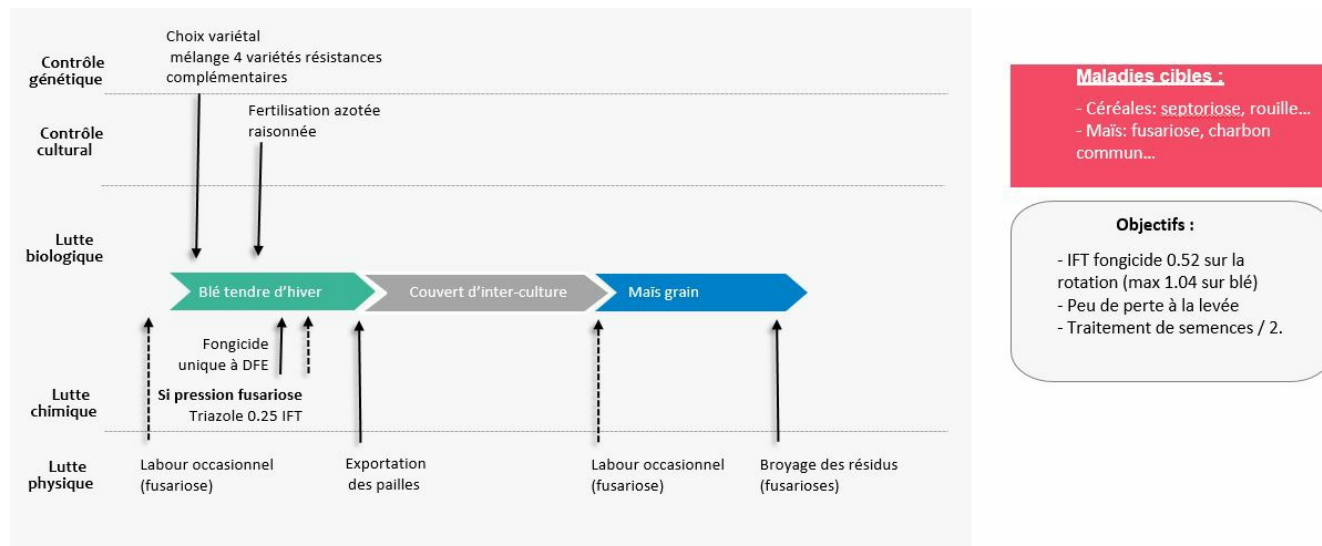 Choix variétal
mélange 4 variétés résistances
complémentaires
Contrôle
génétique
Fertilisation azotée
raisonnée
Contrôle
cultural
Lutte
biologique
Blé tendre d'hiver
Couvert d'inter-culture
Maïs grain
Fongicide
unique à DFE
Si pression fusariose
Triazole 0.25 IFT
Lutte
chimique
Lutte
physique
Labour occasionnel
(fusariose)
Exportation
des pailles
Labour occasionnel
(fusariose)
Broyage des résidus
(fusarioses)
Maladies cibles :
- Céréales: septoriose, rouille...
- Maïs: fusariose, charbon
commun...
Objectifs :
- IFT fongicide 0.52 sur la
rotation (max 1.04 sur blé)
- Peu de perte à la levée
- Traitement de semences / 2.